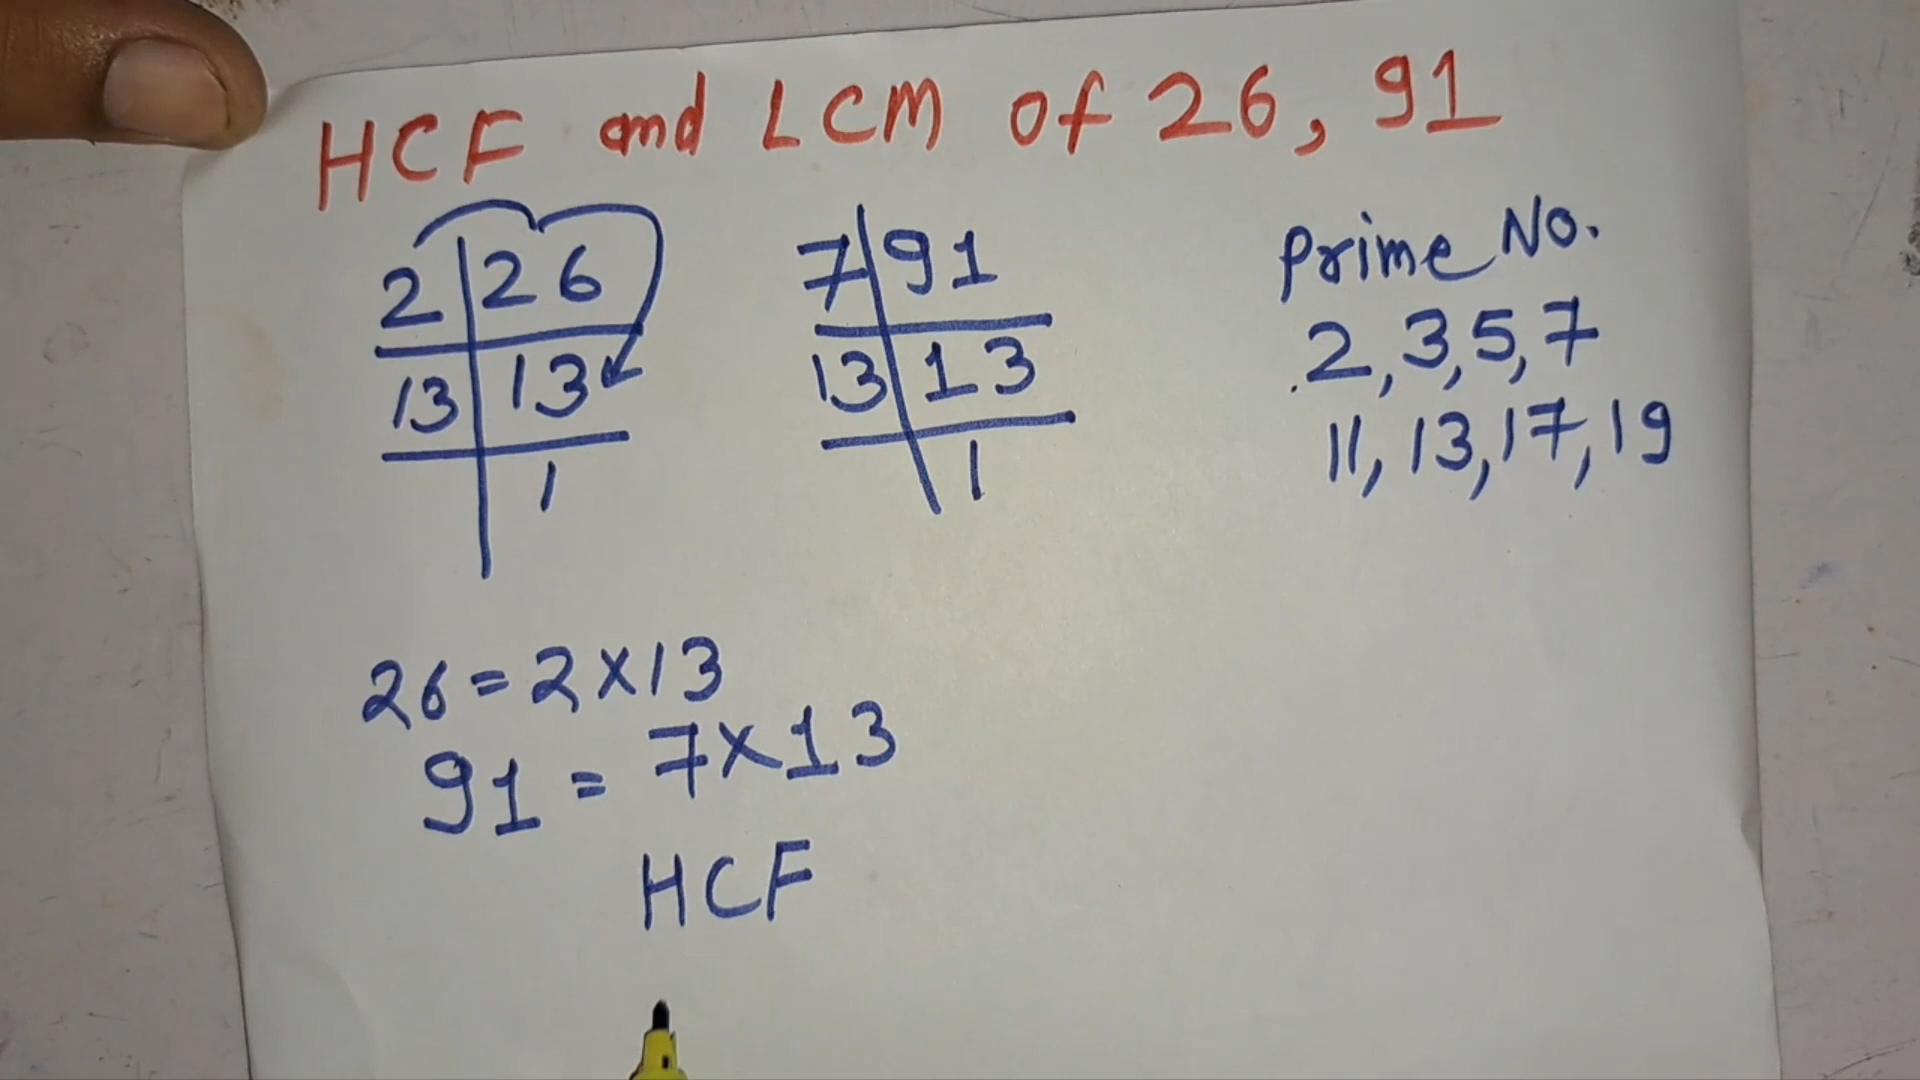 HCF and LCM of 26, 91
2 26
13 13
1
7 91
13 13
1
Prime No.
2, 3, 5, 7
11, 13, 17, 19
26 = 2 x 13
91 = 7 x 13
HCF